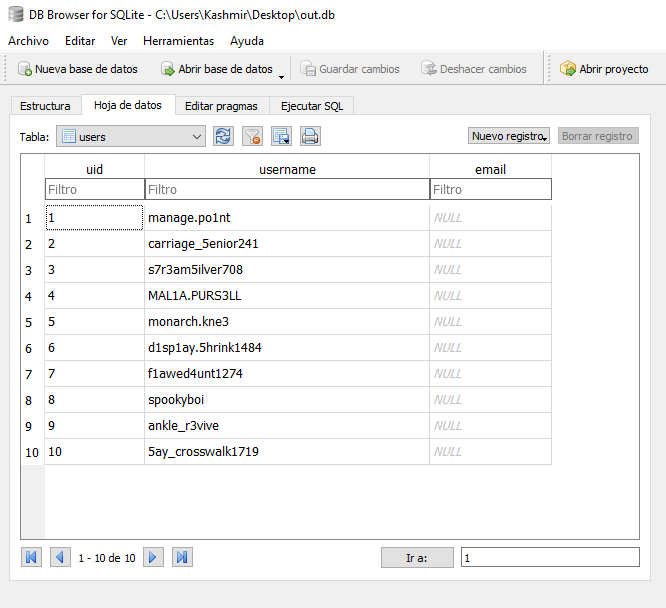 DB Browser for SQLite - C:\Users\Kashmir\Desktop\out.db
Archivo Editar Ver Herramientas Ayuda
Nueva base de datos Abrir base de datos Guardar cambios Deshacer cambios Abrir proyecto
Estructura Hoja de datos Editar pragmas Ejecutar SQL
Tabla: users Nuevo registro Borrar registro
uid username email
Filtro Filtro Filtro
1 1 manage.po1nt NULL
2 2 carriage_5enior241 NULL
3 3 s7r3am5ilver708 NULL
4 4 MAL1A.PURS3LL NULL
5 5 monarch.kne3 NULL
6 6 d1sp1ay.5hrink1484 NULL
7 7 f1awed4unt1274 NULL
8 8 spookyboi NULL
9 9 ankle_r3vive NULL
10 10 5ay_crosswalk1719 NULL
1 - 10 de 10 Ir a: 1